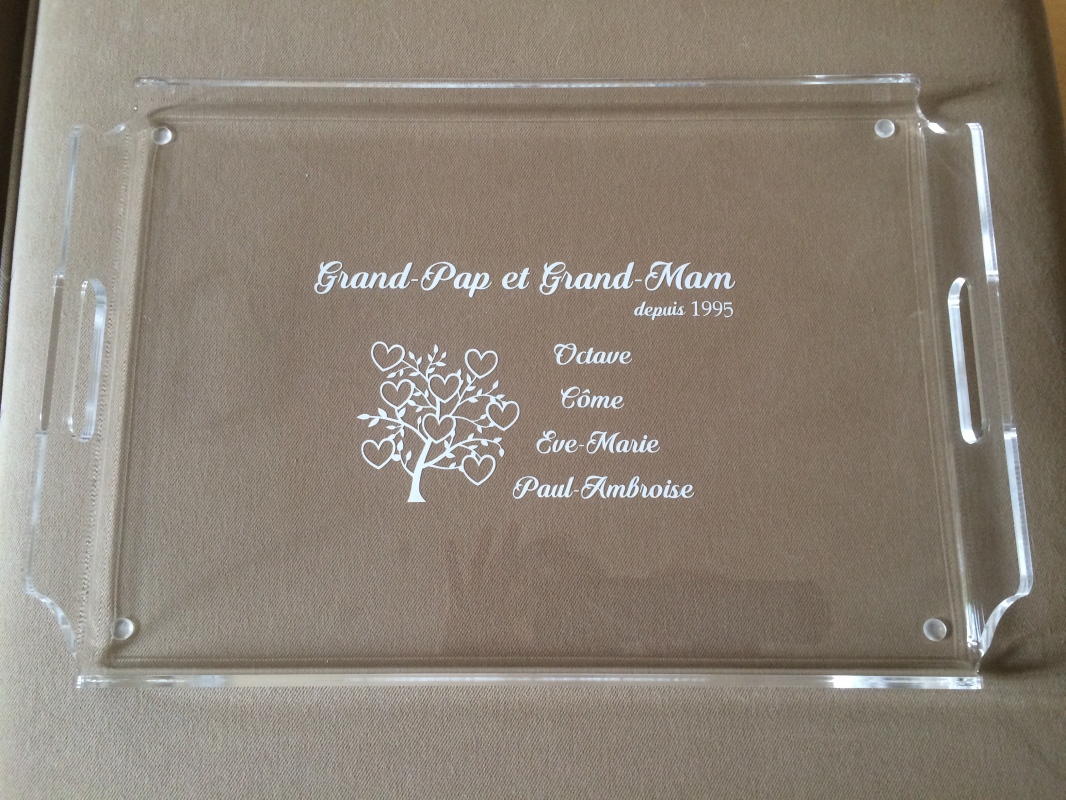 Grand-Pap et Grand-Mam
depuis 1995
Octave
Côme
Eve-Marie
Paul-Ambroise